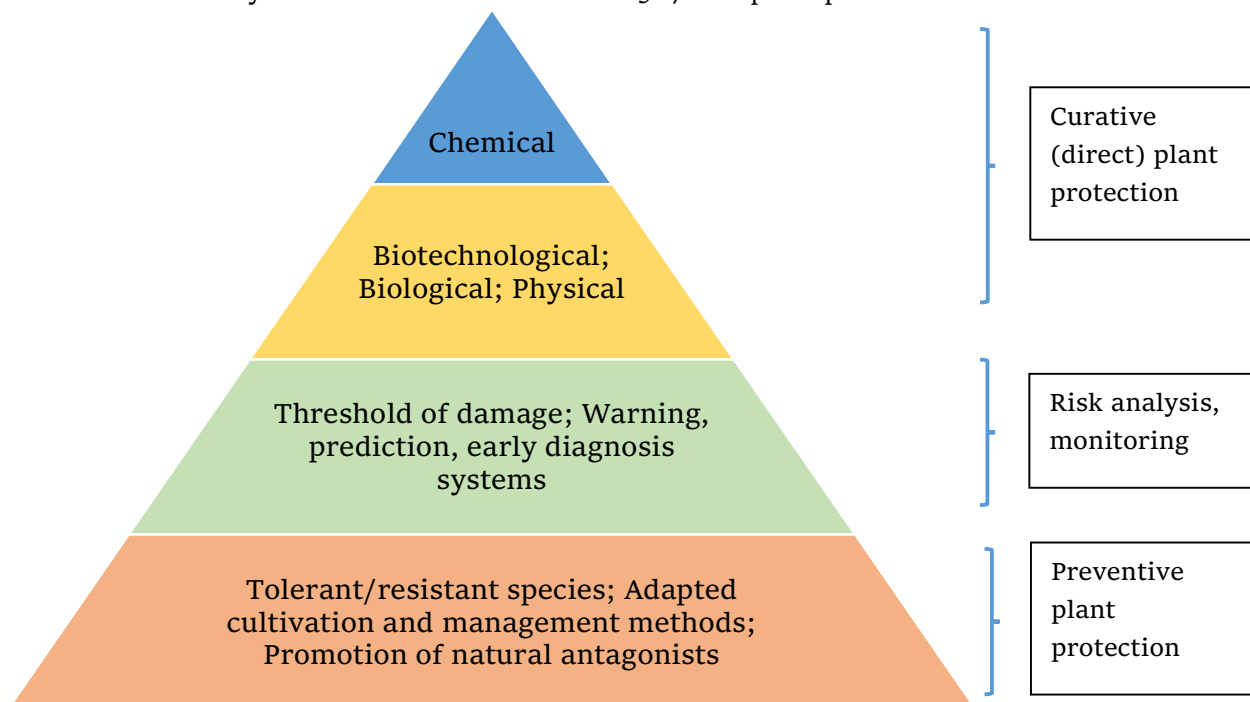 Chemical
Curative
(direct) plant
protection
Biotechnological;
Biological; Physical
Threshold of damage; Warning,
prediction, early diagnosis
systems
Risk analysis,
monitoring
Tolerant/resistant species; Adapted
cultivation and management methods;
Promotion of natural antagonists
Preventive
plant
protection